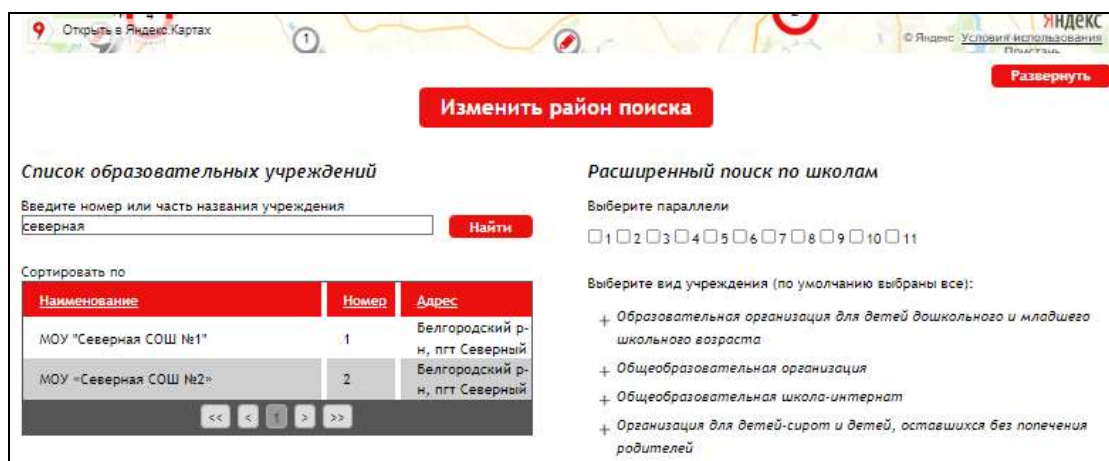 4
Открыть в Яндекс.Картах
1
Яндекс
© Яндекс Условия использования
Пристань
Развернуть
Изменить район поиска
Список образовательных учреждений
Введите номер или часть названия учреждения
северная
Найти
Сортировать по
Наименование Номер Адрес
МОУ "Северная СОШ №1" 1 Белгородский р-
н, пгт Северный
МОУ «Северная СОШ №2» 2 Белгородский р-
н, пгт Северный
<< < 1 > >>
Расширенный поиск по школам
Выберите параллели
1 2 3 4 5 6 7 8 9 10 11
Выберите вид учреждения (по умолчанию выбраны все):
+ Образовательная организация для детей дошкольного и младшего
школьного возраста
+ Общеобразовательная организация
+ Общеобразовательная школа-интернат
+ Организация для детей-сирот и детей, оставшихся без попечения
родителей